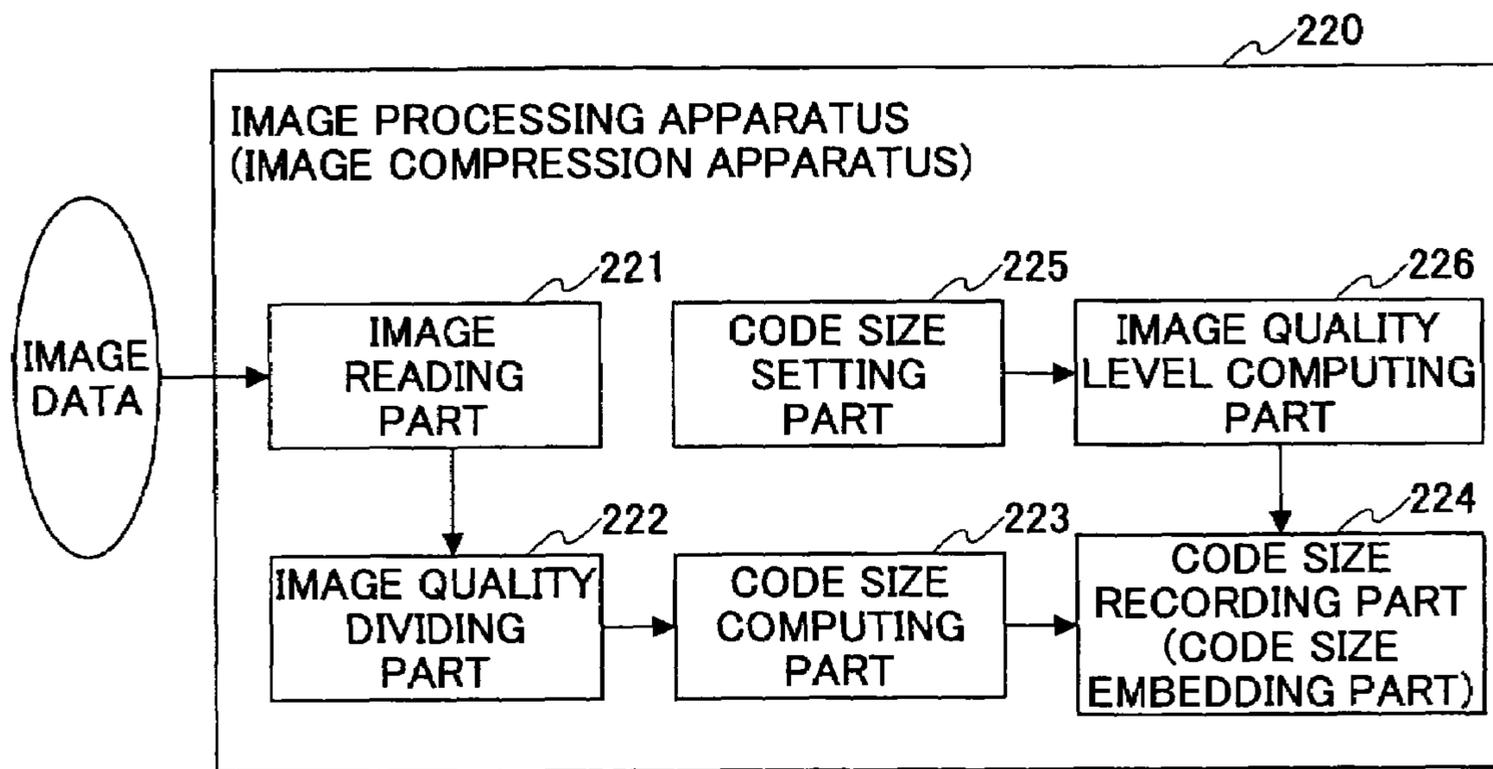 220
IMAGE PROCESSING APPARATUS
(IMAGE COMPRESSION APPARATUS)
IMAGE
DATA
221
IMAGE
READING
PART
225
CODE SIZE
SETTING
PART
226
IMAGE QUALITY
LEVEL COMPUTING
PART
222
IMAGE QUALITY
DIVIDING
PART
223
CODE SIZE
COMPUTING
PART
224
CODE SIZE
RECORDING PART
(CODE SIZE
EMBEDDING PART)